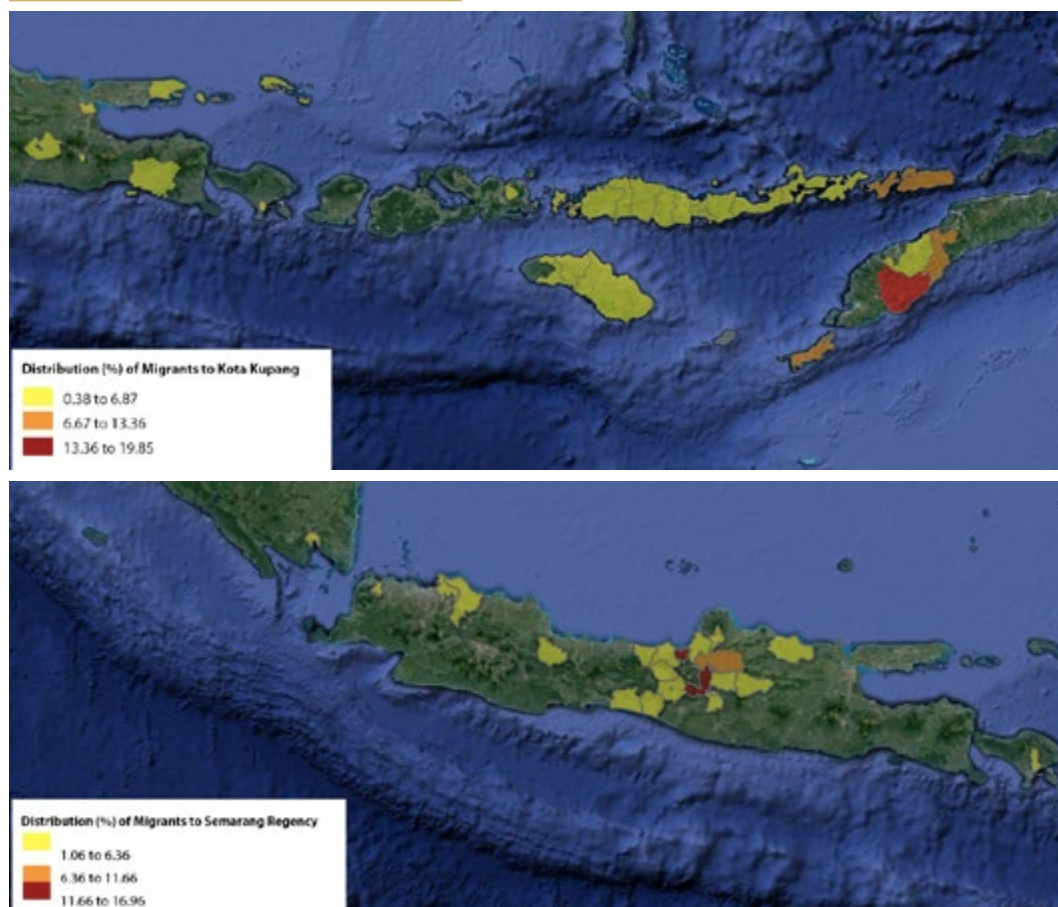 Distribution (%) of Migrants to Kota Kupang
0.38 to 6.87
6.67 to 13.36
13.36 to 19.85
Distribution (%) of Migrants to Semarang Regency
1.06 to 6.36
6.36 to 11.66
11.66 to 16.96